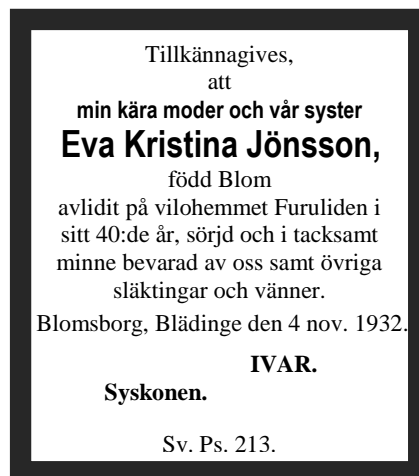 Tillkännagives,
att
min kära moder och vår syster
Eva Kristina Jönsson,
född Blom
avlidit på vilohemmet Furuliden i
sitt 40:de år, sörjd och i tacksamt
minne bevarad av oss samt övriga
släktingar och vänner.
Blomsborg, Blädinge den 4 nov. 1932.
IVAR.
Syskonen.
Sv. Ps. 213.